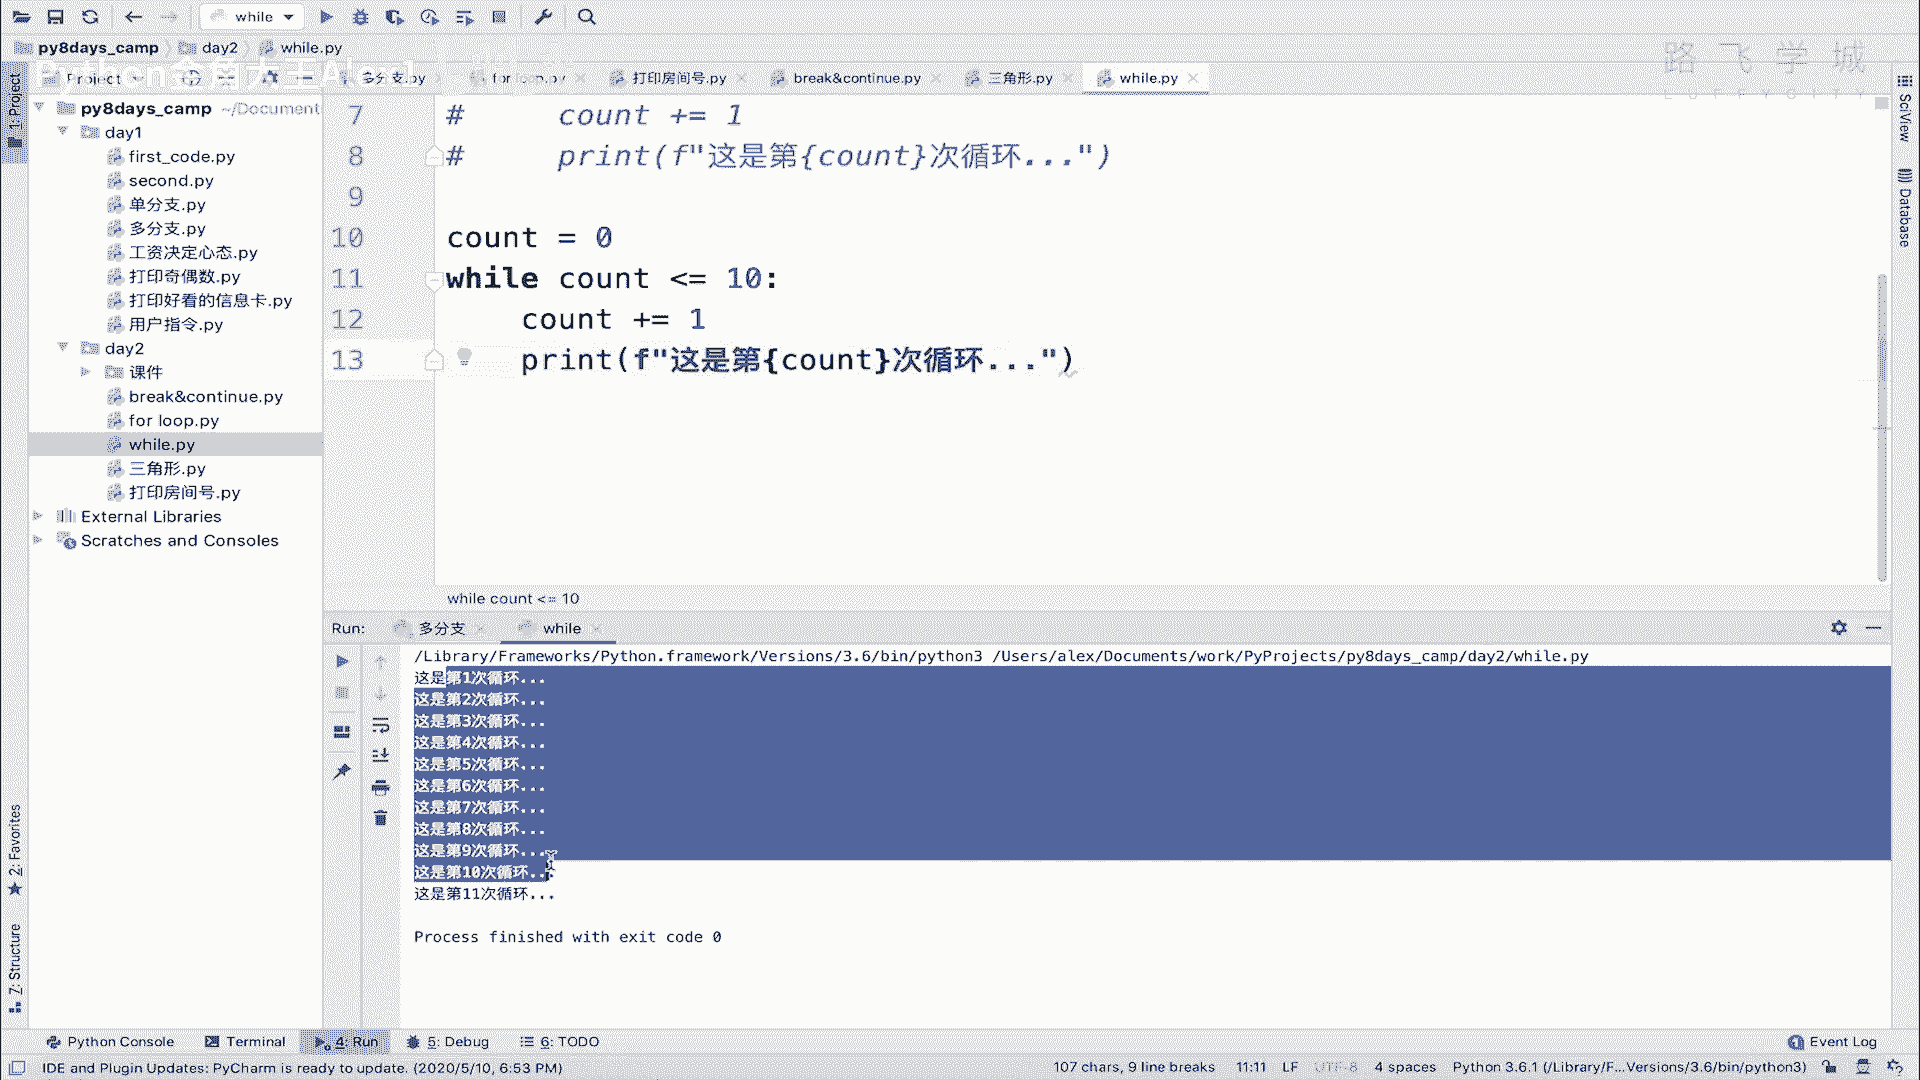 while
py8days_camp day2 while.py
路飞学城
LUFFYCITY
Python金角大王Alex1
Project 多分支.py for loop.py 打印房间号.py break&continue.py 三角形.py while.py
1: Project
py8days_camp ~/Document
day1
first_code.py
second.py
单分支.py
多分支.py
工资决定心态.py
打印奇偶数.py
打印好看的信息卡.py
用户指令.py
day2
课件
break&continue.py
for loop.py
while.py
三角形.py
打印房间号.py
External Libraries
Scratches and Consoles
7 #     count += 1
8 #     print(f"这是第{count}次循环...")
9
10 count = 0
11 while count <= 10:
12     count += 1
13     print(f"这是第{count}次循环...")
while count <= 10
SciView
Database
Run: 多分支 while
/Library/Frameworks/Python.framework/Versions/3.6/bin/python3 /Users/alex/Documents/work/PyProjects/py8days_camp/day2/while.py
这是第1次循环...
这是第2次循环...
这是第3次循环...
这是第4次循环...
这是第5次循环...
这是第6次循环...
这是第7次循环...
这是第8次循环...
这是第9次循环...
这是第10次循环...
这是第11次循环...
Process finished with exit code 0
2: Favorites
7: Structure
Python Console Terminal 4: Run 5: Debug 6: TODO Event Log
IDE and Plugin Updates: PyCharm is ready to update. (2020/5/10, 6:53 PM) 107 chars, 9 line breaks 11:11 LF UTF-8 4 spaces Python 3.6.1 (/Library/F...Versions/3.6/bin/python3)